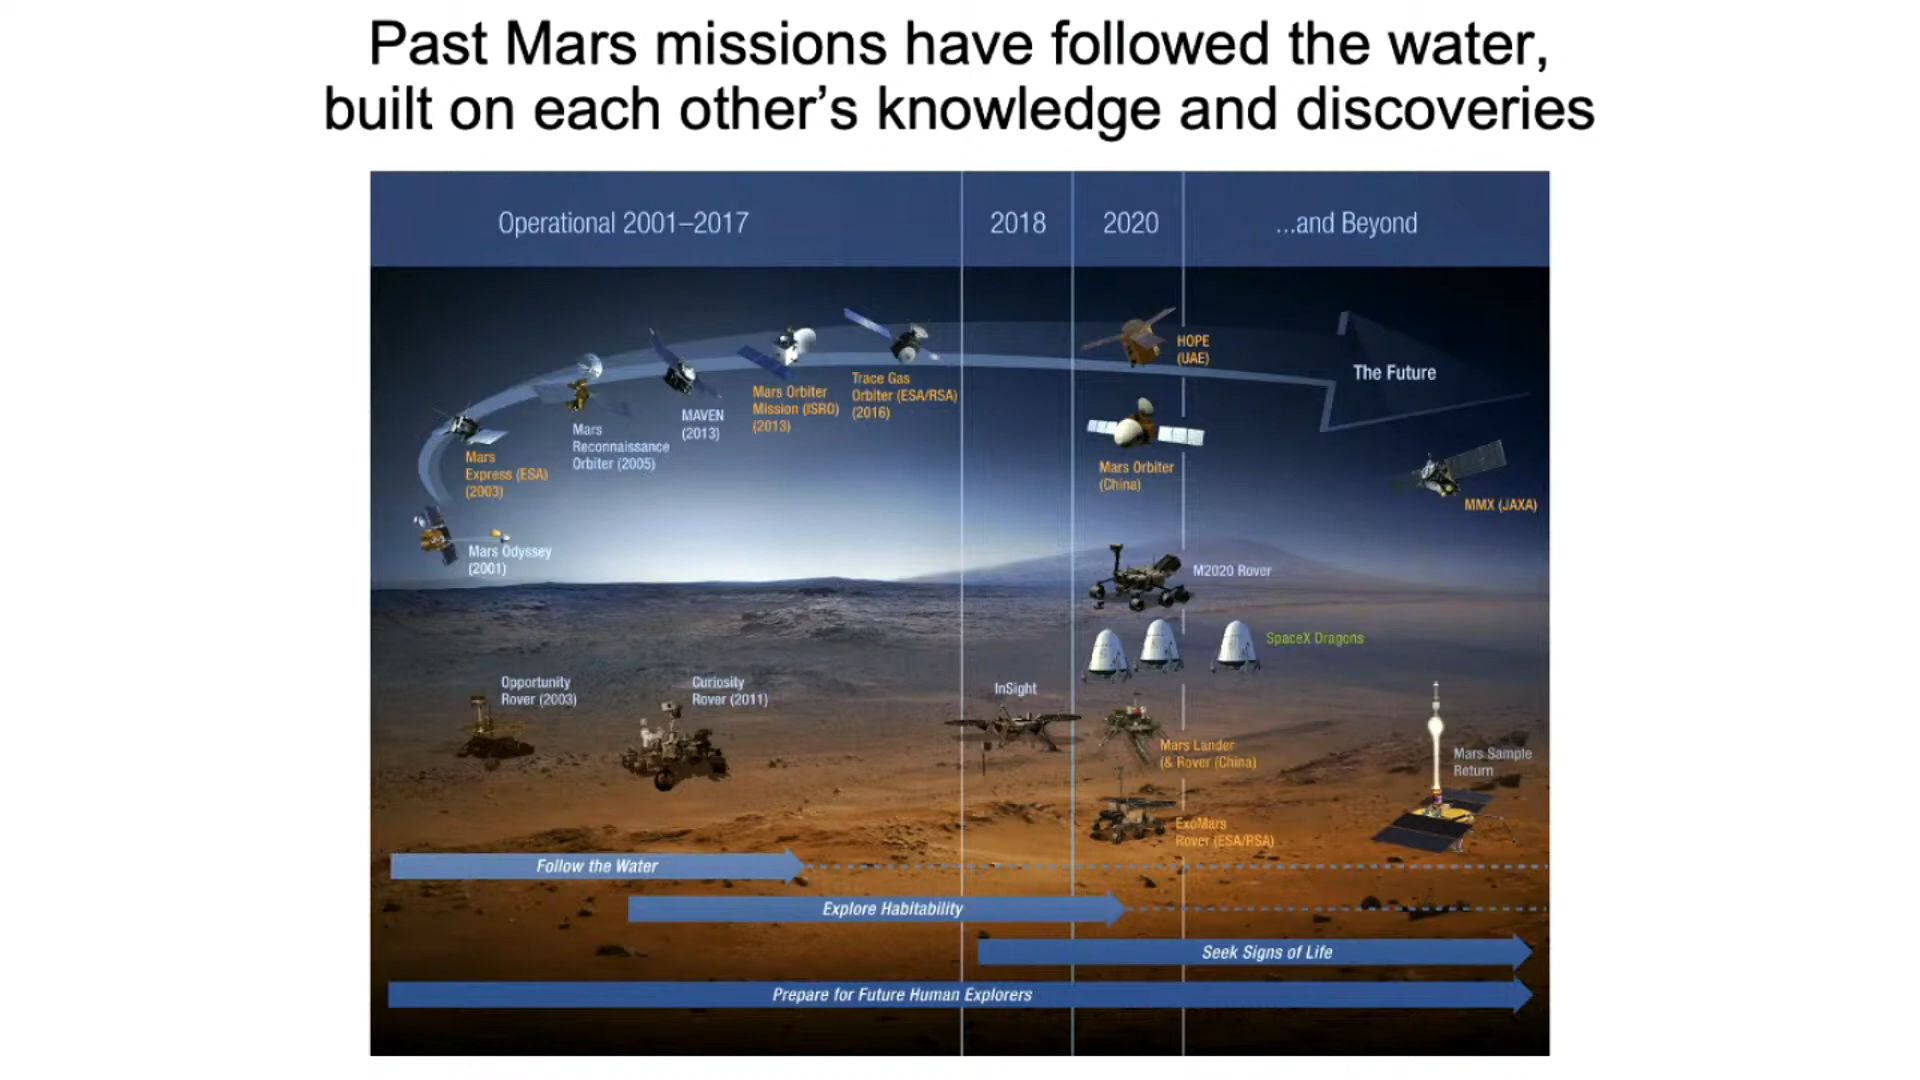 Past Mars missions have followed the water,
built on each other's knowledge and discoveries
Operational 2001–2017
2018
2020
...and Beyond
HOPE
(UAE)
The Future
Trace Gas
Orbiter (ESA/RSA)
(2016)
Mars Orbiter
Mission (ISRO)
(2013)
MAVEN
(2013)
Mars
Reconnaissance
Orbiter (2005)
Mars
Express (ESA)
(2003)
Mars Orbiter
(China)
MMX (JAXA)
Mars Odyssey
(2001)
M2020 Rover
SpaceX Dragons
Opportunity
Rover (2003)
Curiosity
Rover (2011)
InSight
Mars Lander
(& Rover (China)
Mars Sample
Return
ExoMars
Rover (ESA/RSA)
Follow the Water
Explore Habitability
Seek Signs of Life
Prepare for Future Human Explorers